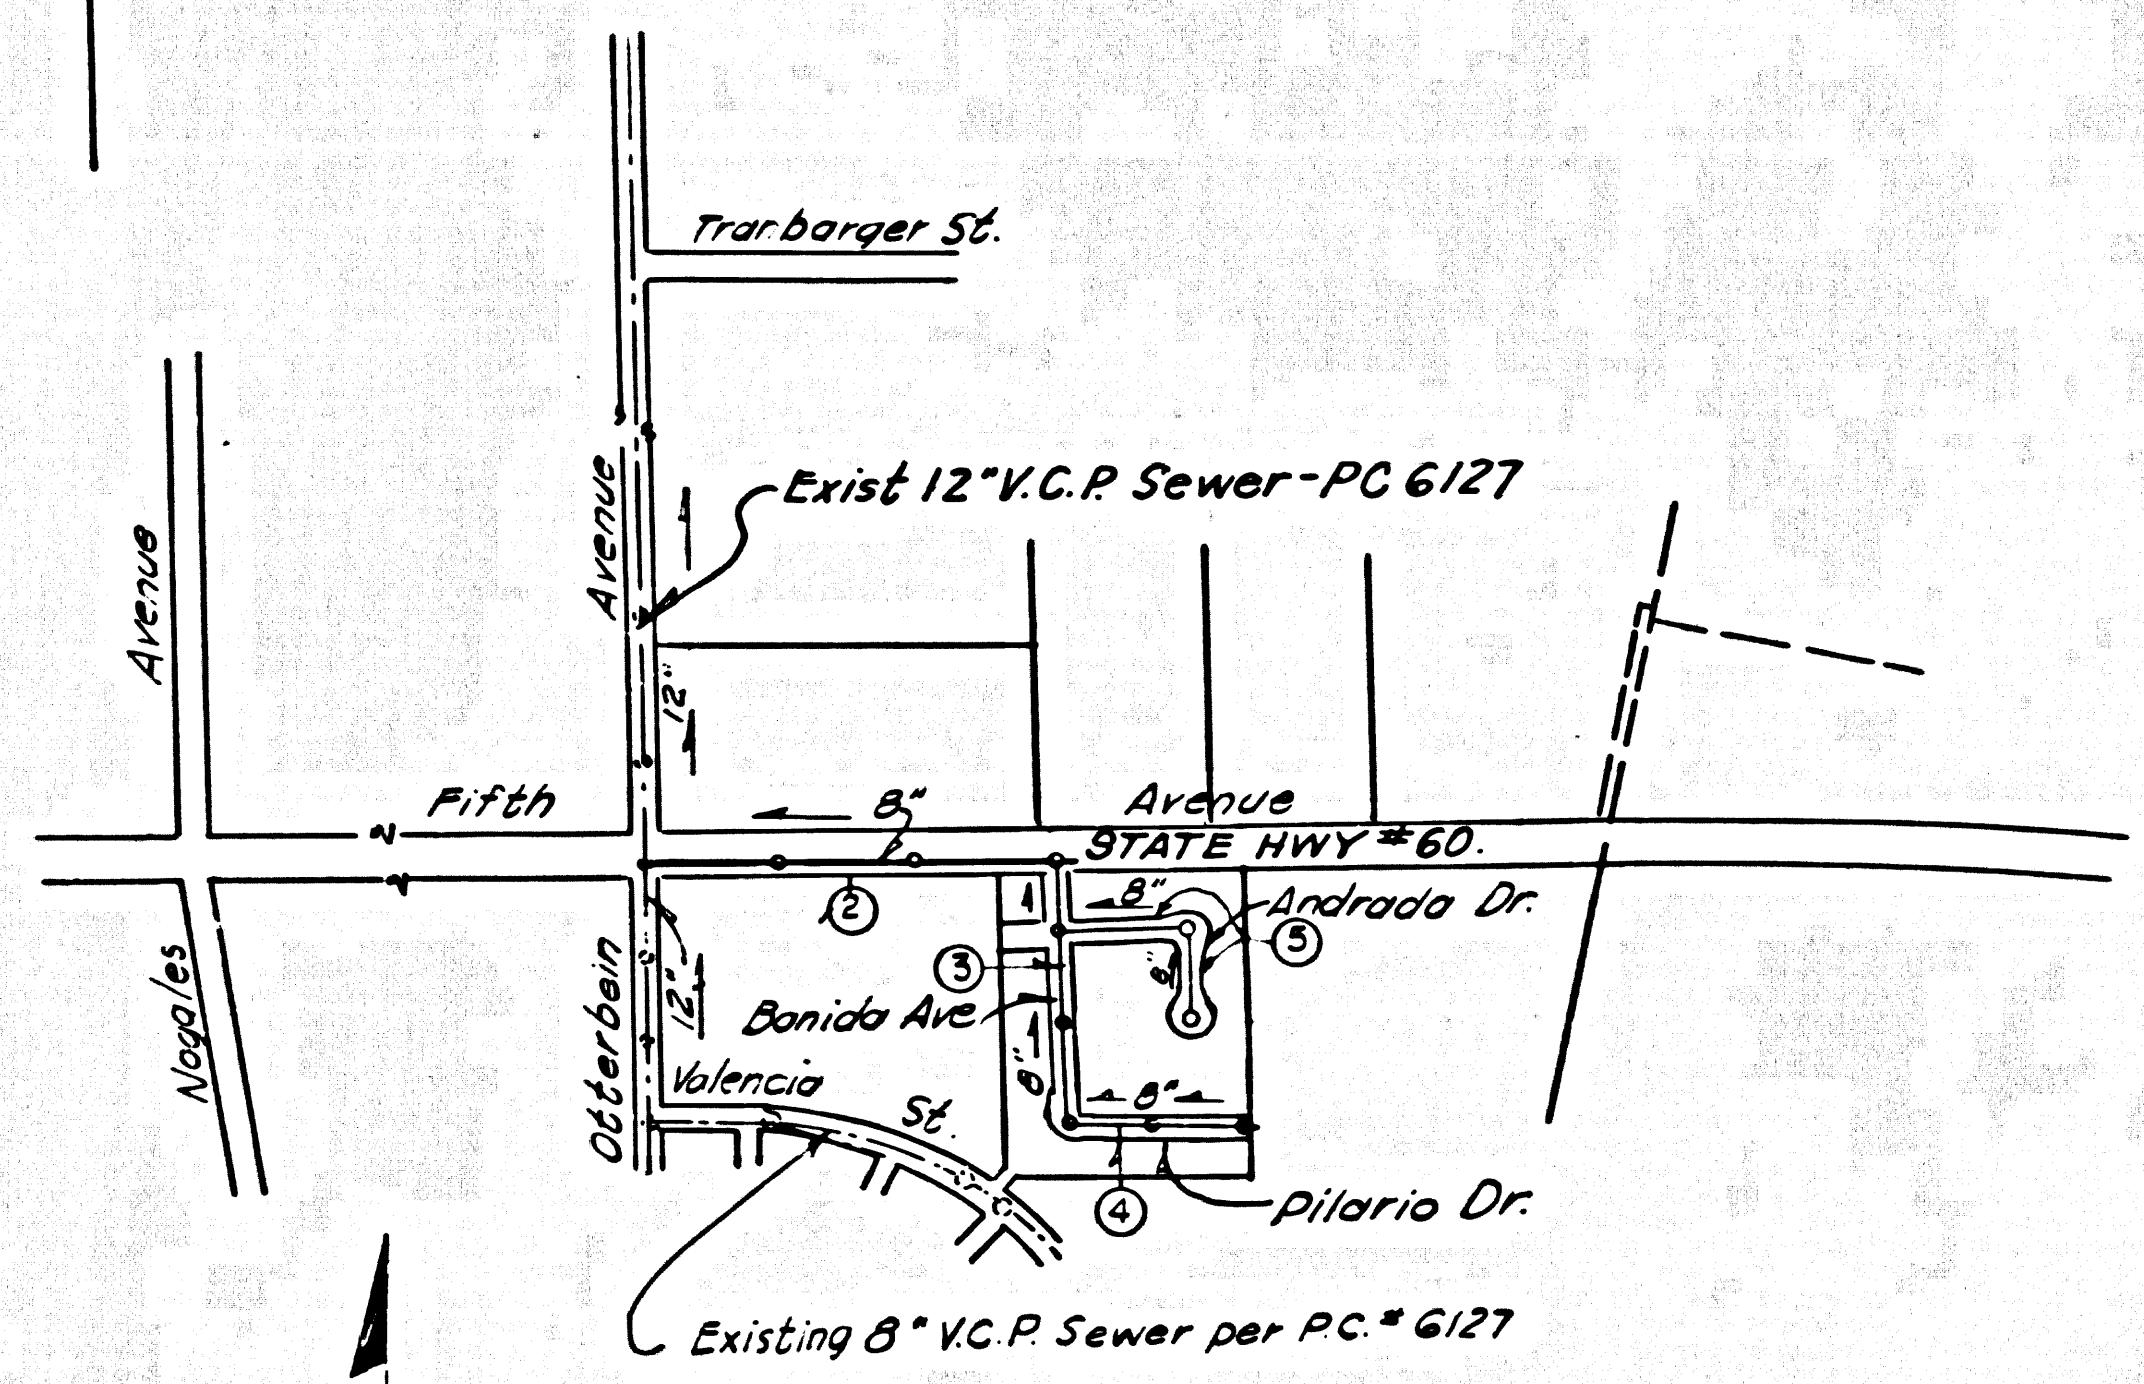 Tranbarger St.
Exist 12" V.C.P. Sewer-PC 6127
Avenue
Avenue
12"
Fifth
8"
Avenue
STATE HWY #60.
2
8"
Andrada Dr.
5
3
8"
Nogales
Otterbein
12"
Bonida Ave
Valencia
St.
8"
8"
4
Pilario Dr.
Existing 8" V.C.P. Sewer per P.C. # 6127